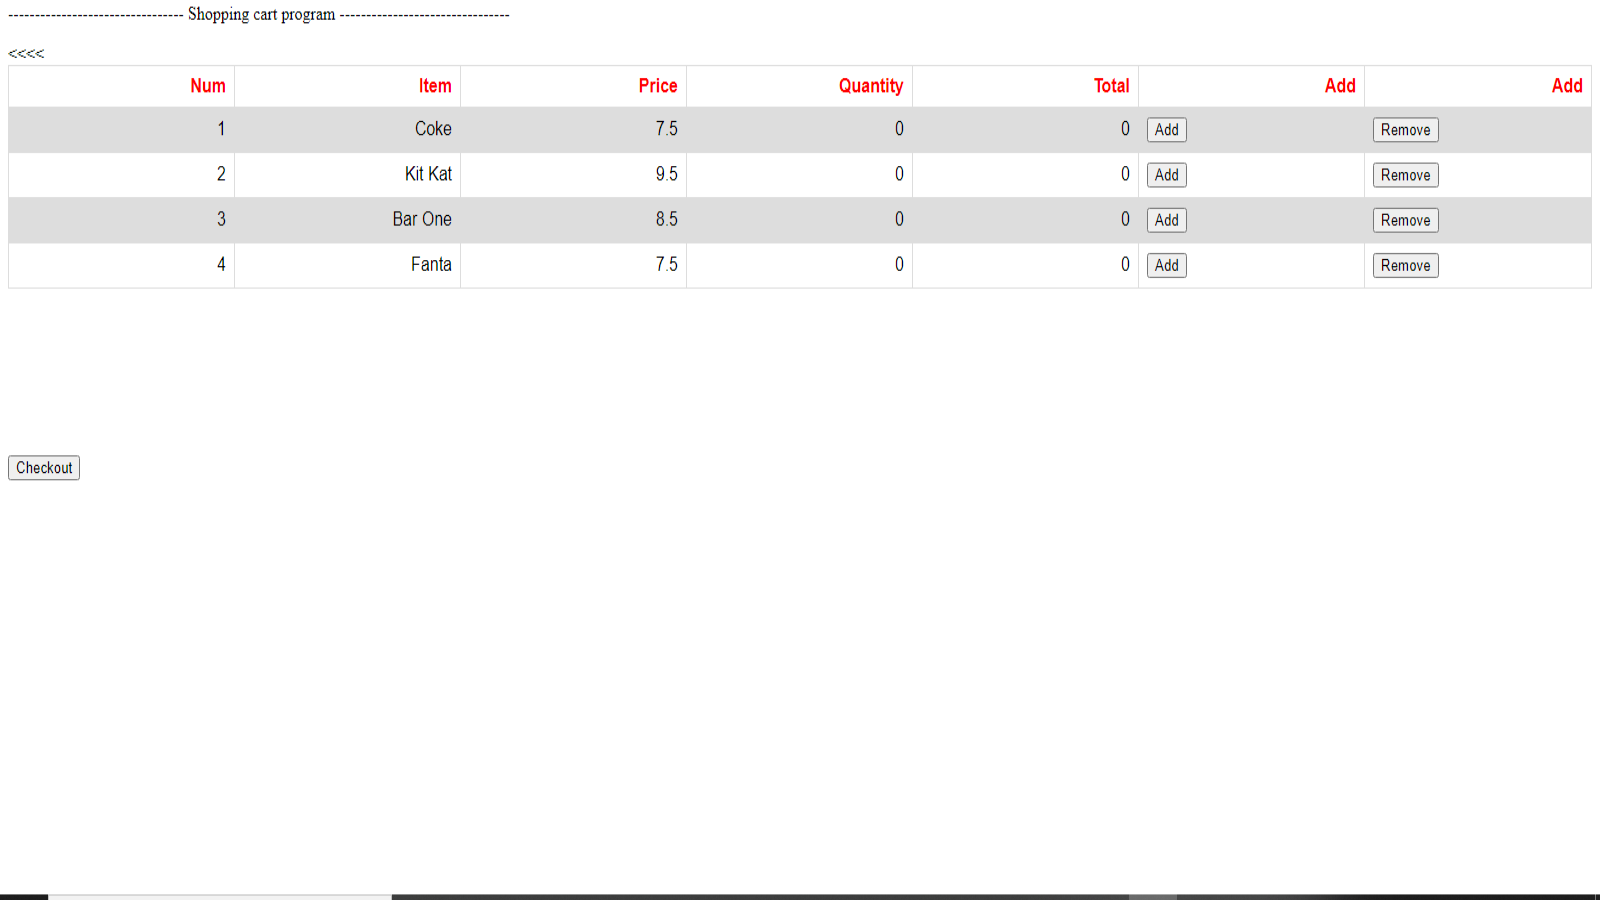 --------------------------------- Shopping cart program --------------------------------
<<<<
Num Item Price Quantity Total Add Add
1 Coke 7.5 0 0 Add Remove
2 Kit Kat 9.5 0 0 Add Remove
3 Bar One 8.5 0 0 Add Remove
4 Fanta 7.5 0 0 Add Remove
Checkout